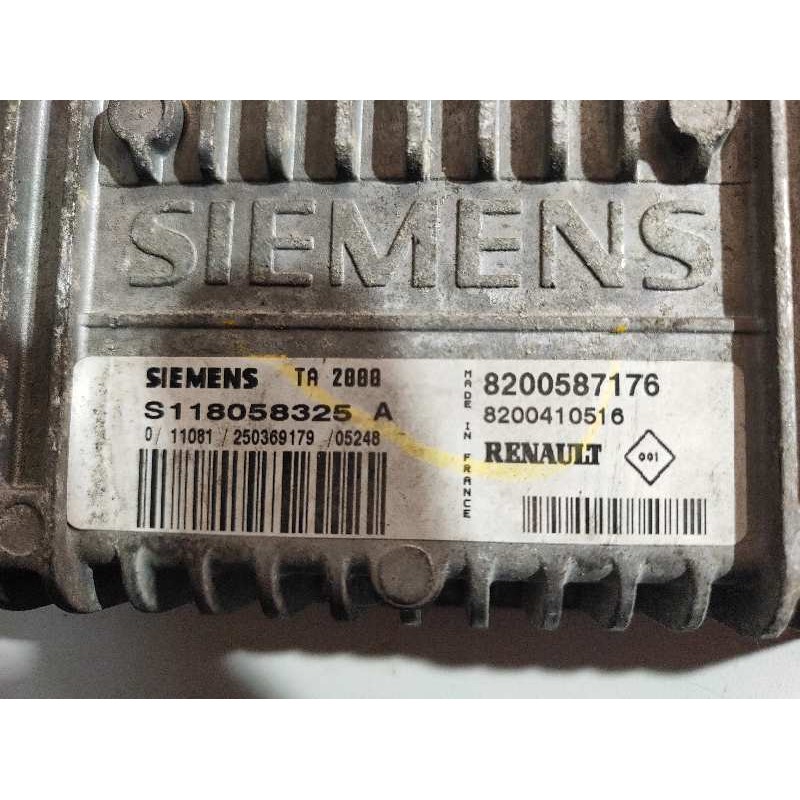 SIEMENS
SIEMENS TA 2000
S118058325 A
0/ 11081 / 250369179 /05248
MADE IN FRANCE
8200587176
8200410516
RENAULT
001